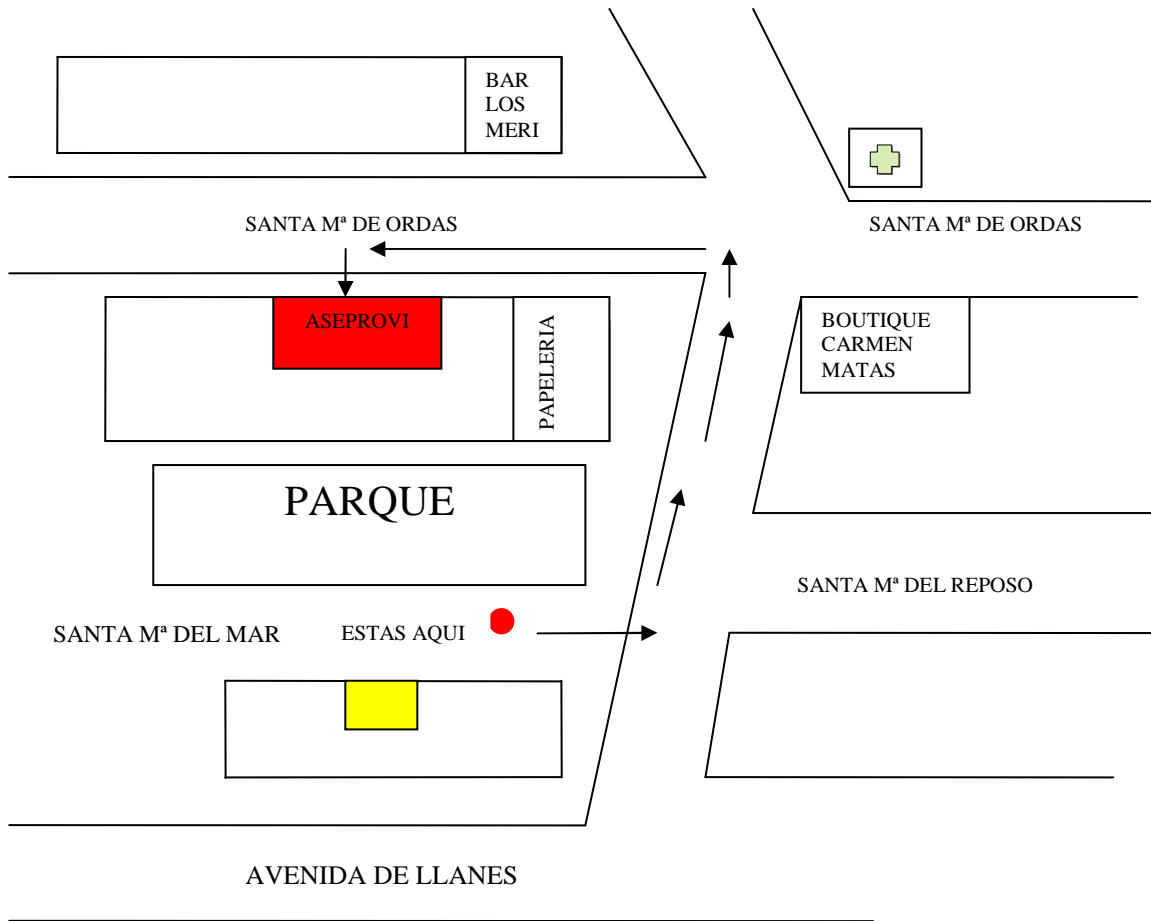 BAR
LOS
MERI
SANTA Mª DE ORDAS
SANTA Mª DE ORDAS
ASEPROVI
PAPELERIA
BOUTIQUE
CARMEN
MATAS
PARQUE
SANTA Mª DEL REPOSO
SANTA Mª DEL MAR
ESTAS AQUI
AVENIDA DE LLANES